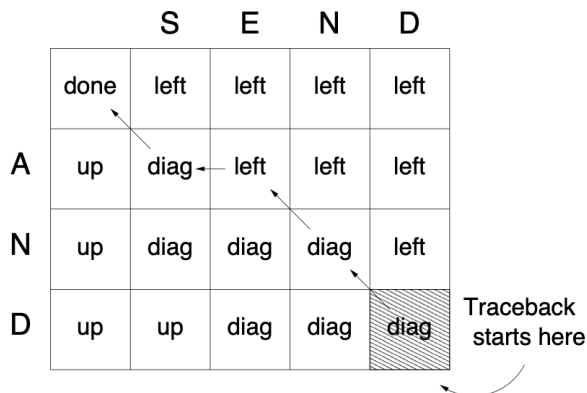 S E N D
done left left left left
A up diag left left left
N up diag diag diag left
D up up diag diag diag
Traceback
starts here